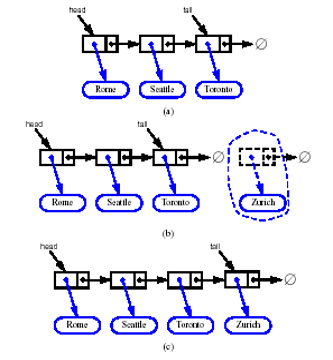 head tail
∅
Rome Seattle Toronto
(a)
head tail
∅ ∅
Rome Seattle Toronto Zurich
(b)
head tail
∅
Rome Seattle Toronto Zurich
(c)